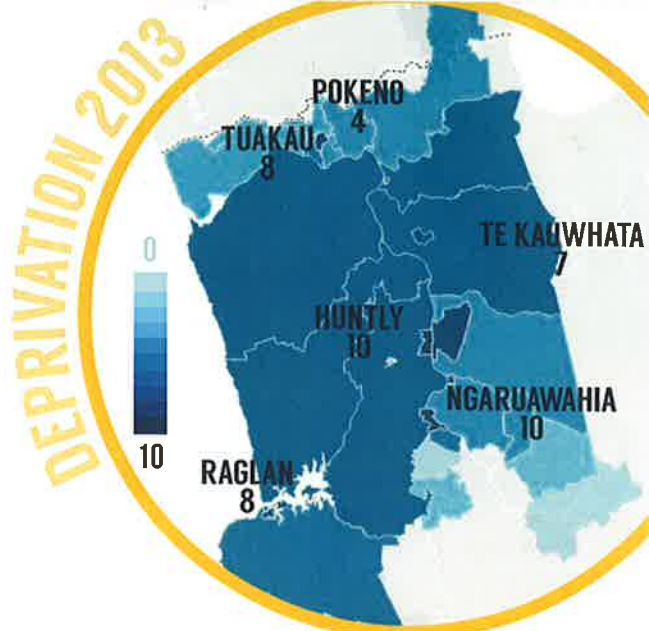 DEPRIVATION 2013
POKENO
4
TUAKAU
8
0
TE KAUWHATA
7
HUNTLY
10
NGARUAWAHIA
10
10
RAGLAN
8